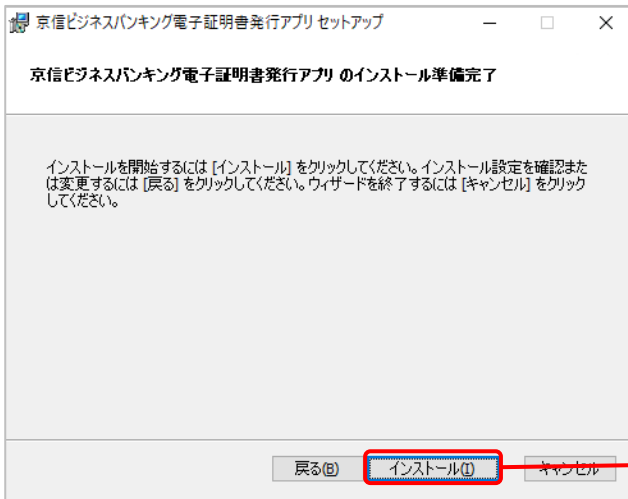 京信ビジネスバンキング電子証明書発行アプリ セットアップ
京信ビジネスバンキング電子証明書発行アプリ のインストール準備完了
インストールを開始するには [インストール] をクリックしてください。インストール設定を確認また
は変更するには [戻る] をクリックしてください。ウィザードを終了するには [キャンセル] をクリック
してください。
戻る(B) インストール(I) キャンセル